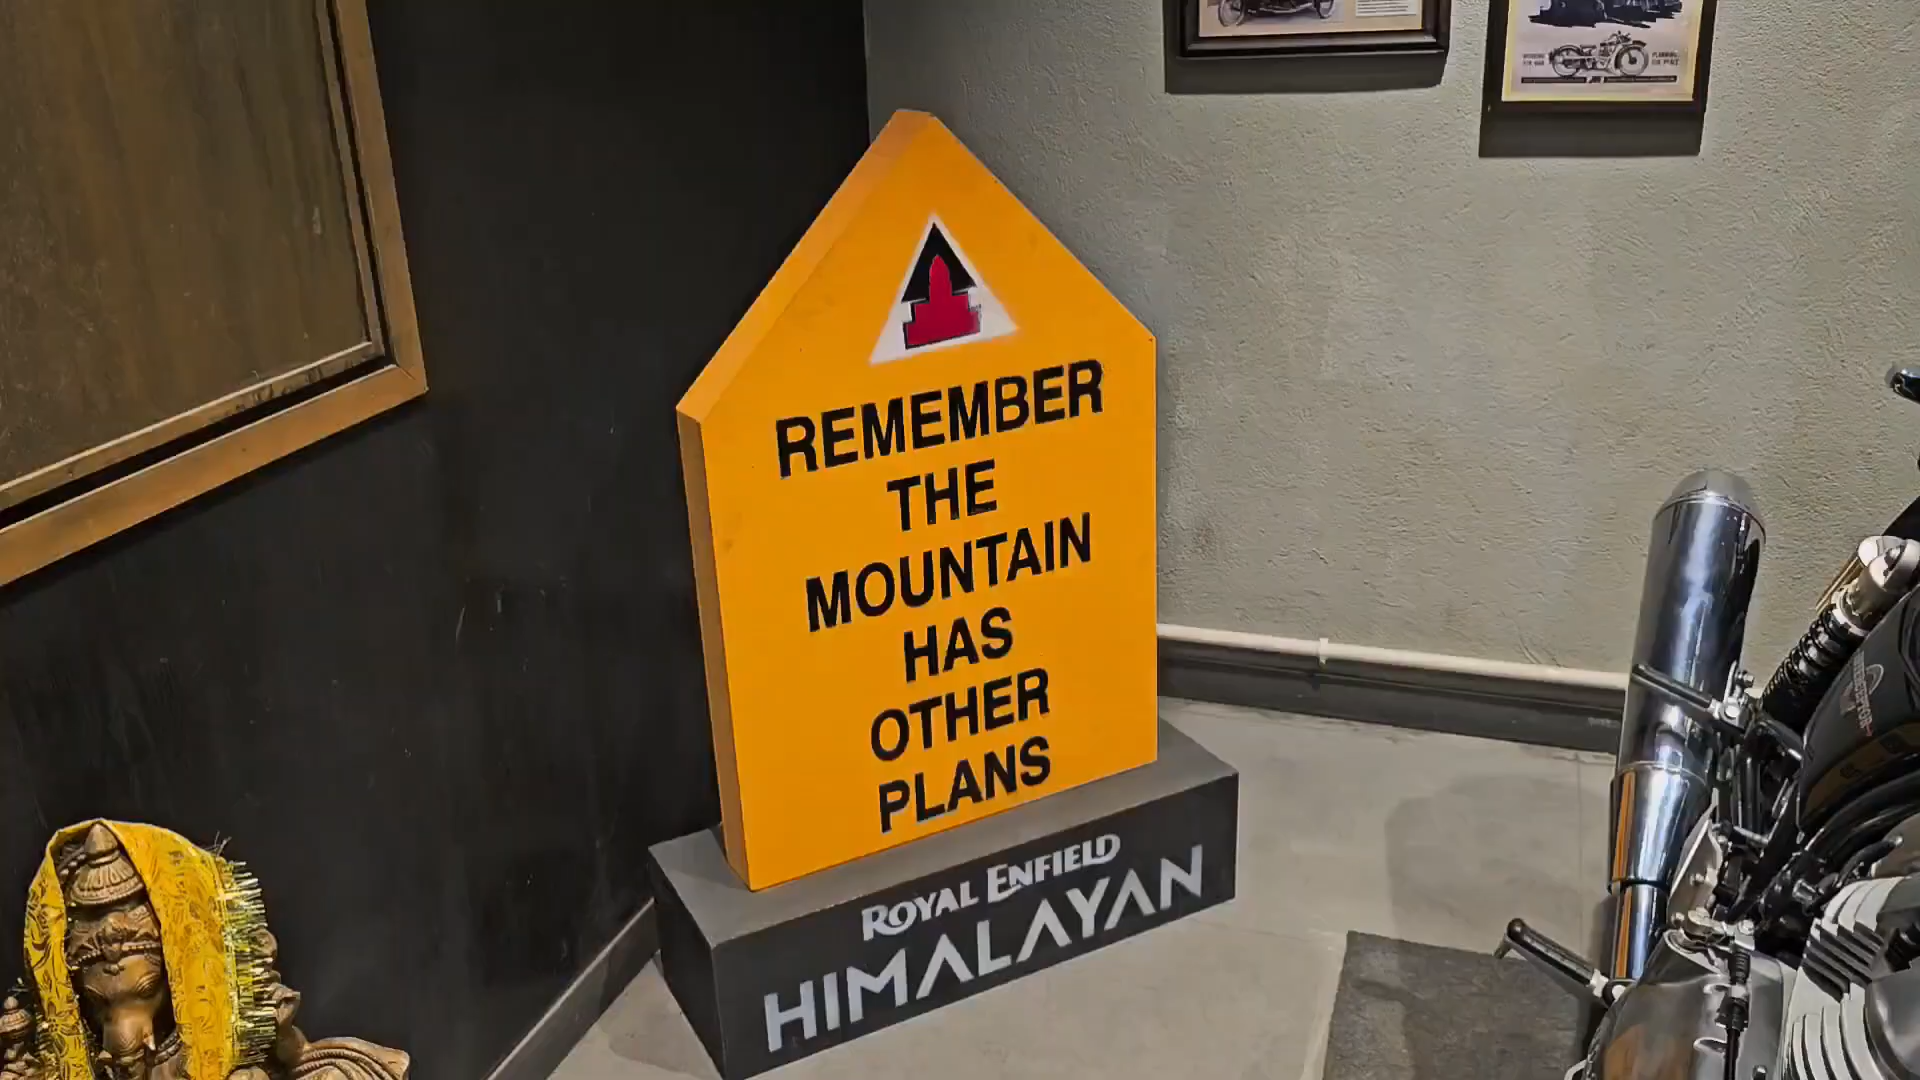 REMEMBER
THE
MOUNTAIN
HAS
OTHER
PLANS
ROYAL ENFIELD
HIMALAYAN